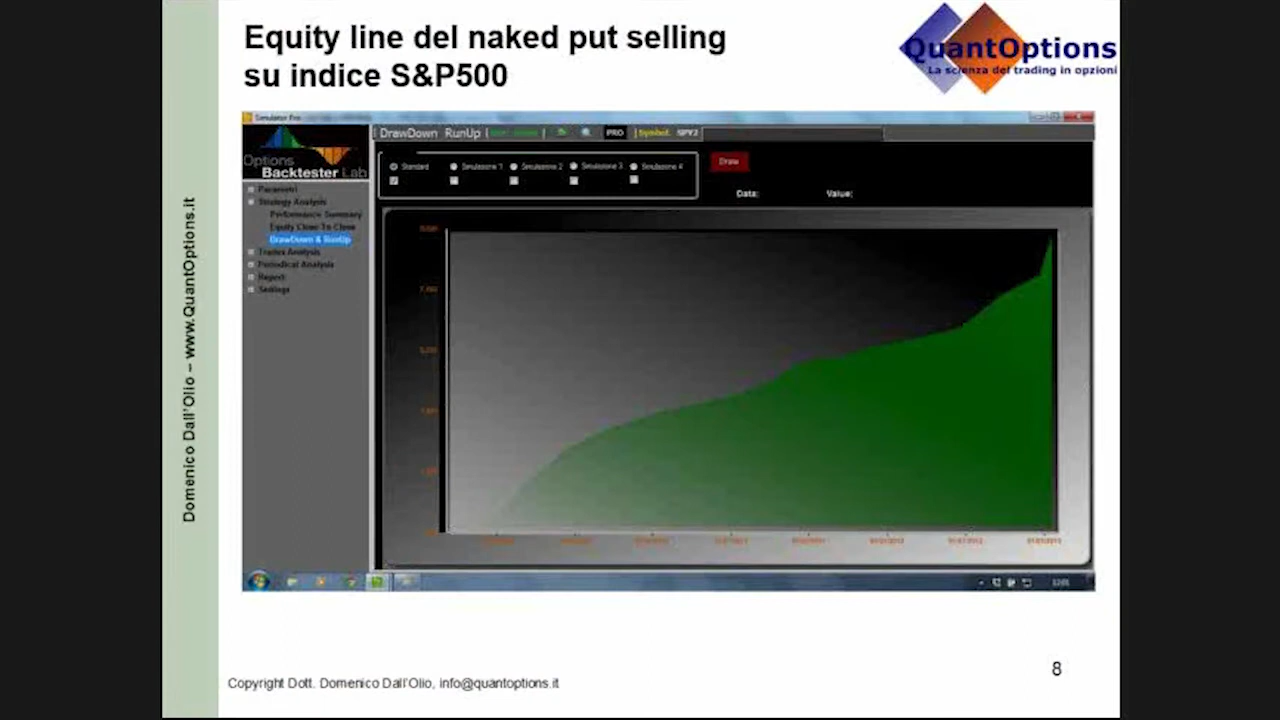 Equity line del naked put selling
su indice S&P500
QuantOptions
La scienza del trading in opzioni
Domenico Dall'Olio – www.QuantOptions.it
Options
Backtester Lab
DrawDown RunUp
PRO
Symbol:
SPY2
Standard
Simulazione 1
Simulazione 2
Simulazione 3
Simulazione 4
Draw
Data:
Value:
Parametri
Strategy Analysis
Performance Summary
Equity Close To Close
DrawDown & RunUp
Trades Analysis
Periodical Analysis
Report
Settings
Copyright Dott. Domenico Dall'Olio, info@quantoptions.it
8